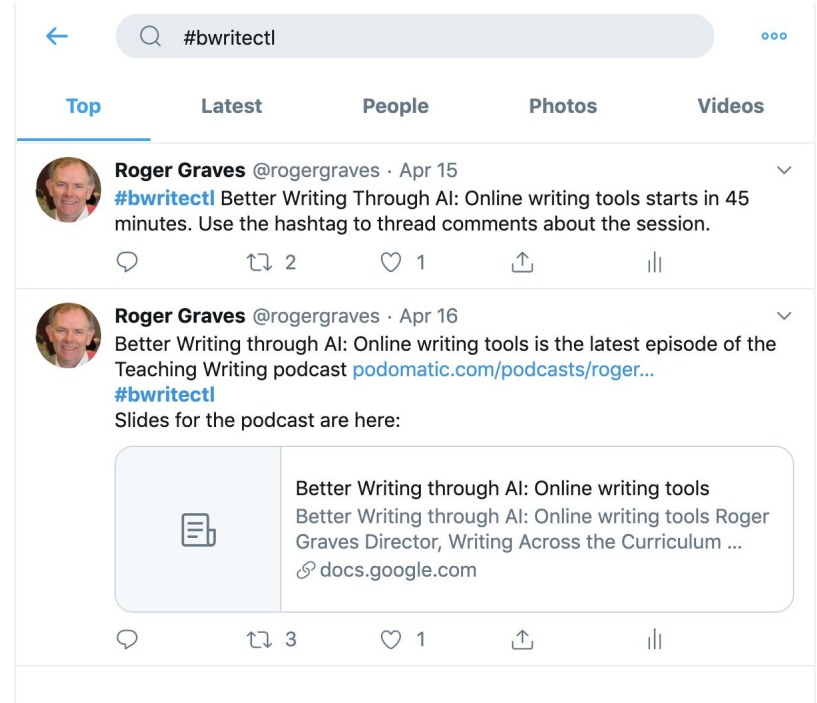 #bwritectl
Top Latest People Photos Videos
Roger Graves @rogergraves · Apr 15
#bwritectl Better Writing Through AI: Online writing tools starts in 45
minutes. Use the hashtag to thread comments about the session.
2 1
Roger Graves @rogergraves · Apr 16
Better Writing through AI: Online writing tools is the latest episode of the
Teaching Writing podcast podomatic.com/podcasts/roger...
#bwritectl
Slides for the podcast are here:
Better Writing through AI: Online writing tools
Better Writing through AI: Online writing tools Roger
Graves Director, Writing Across the Curriculum ...
docs.google.com
3 1